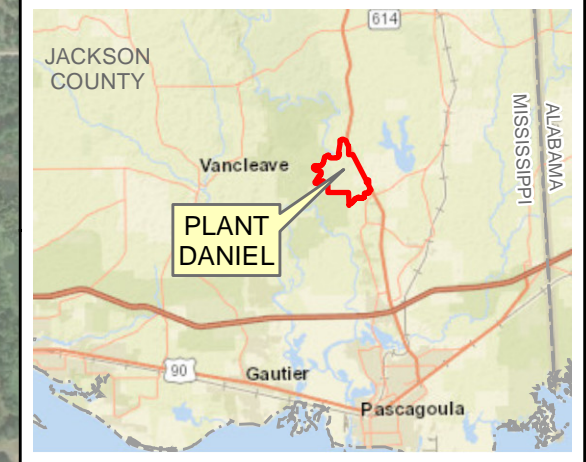 614
JACKSON
COUNTY
MISSISSIPPI
ALABAMA
Vancleave
PLANT
DANIEL
90
Gautier
Pascagoula